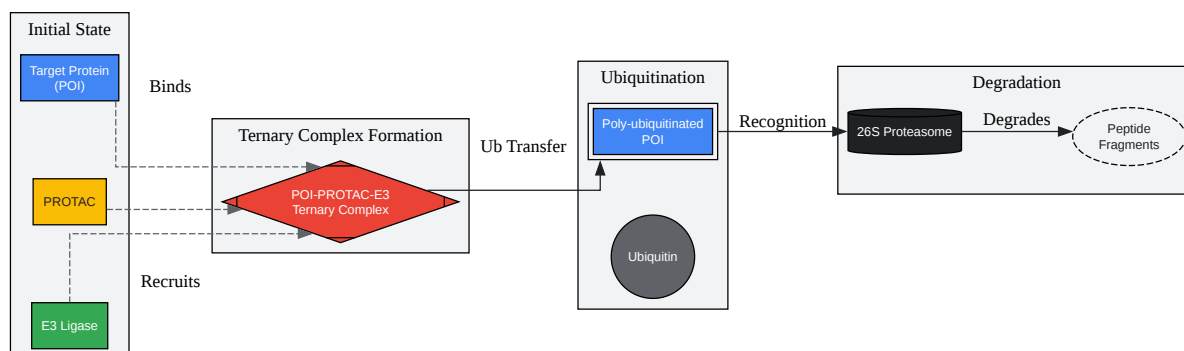 Initial State
Target Protein
(POI)
Binds
PROTAC
Recruits
E3 Ligase
Ternary Complex Formation
POI-PROTAC-E3
Ternary Complex
Ub Transfer
Ubiquitination
Poly-ubiquitinated
POI
Ubiquitin
Recognition
Degradation
26S Proteasome
Degrades
Peptide
Fragments